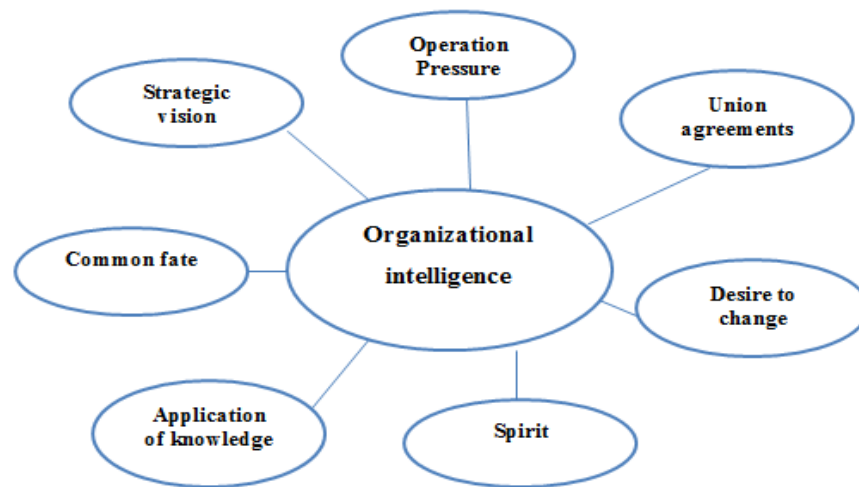 Operation
Pressure
Strategic
vision
Union
agreements
Organizational
intelligence
Common fate
Desire to
change
Application
of knowledge
Spirit